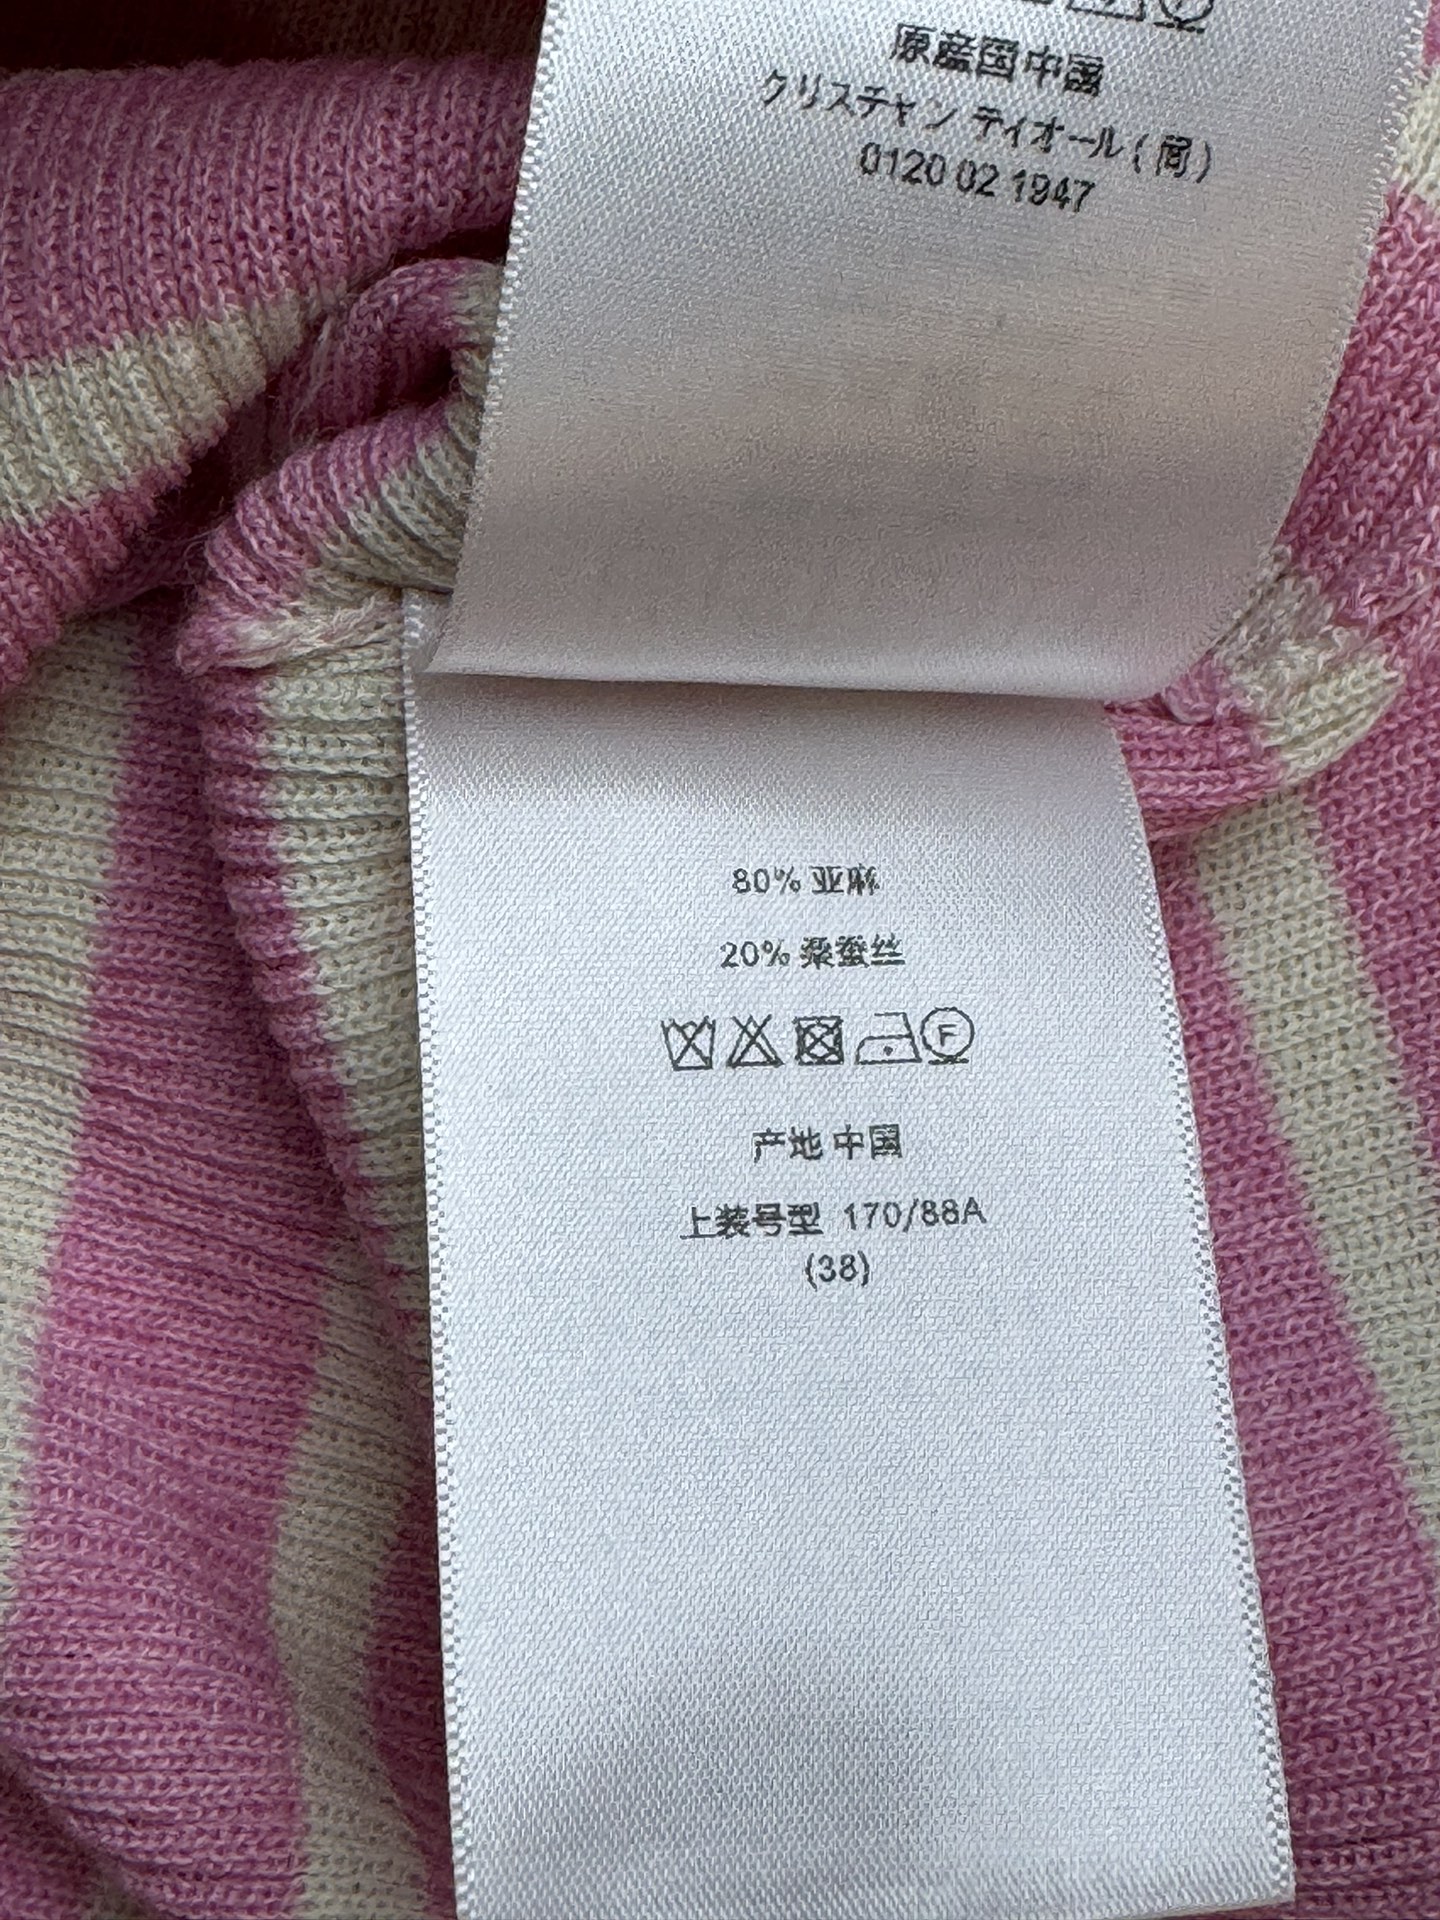 原産国中国
クリスチャン ディオール(同)
0120 02 1947
80% 亚麻
20% 桑蚕丝
F
产地 中国
上装号型 170/88A
(38)